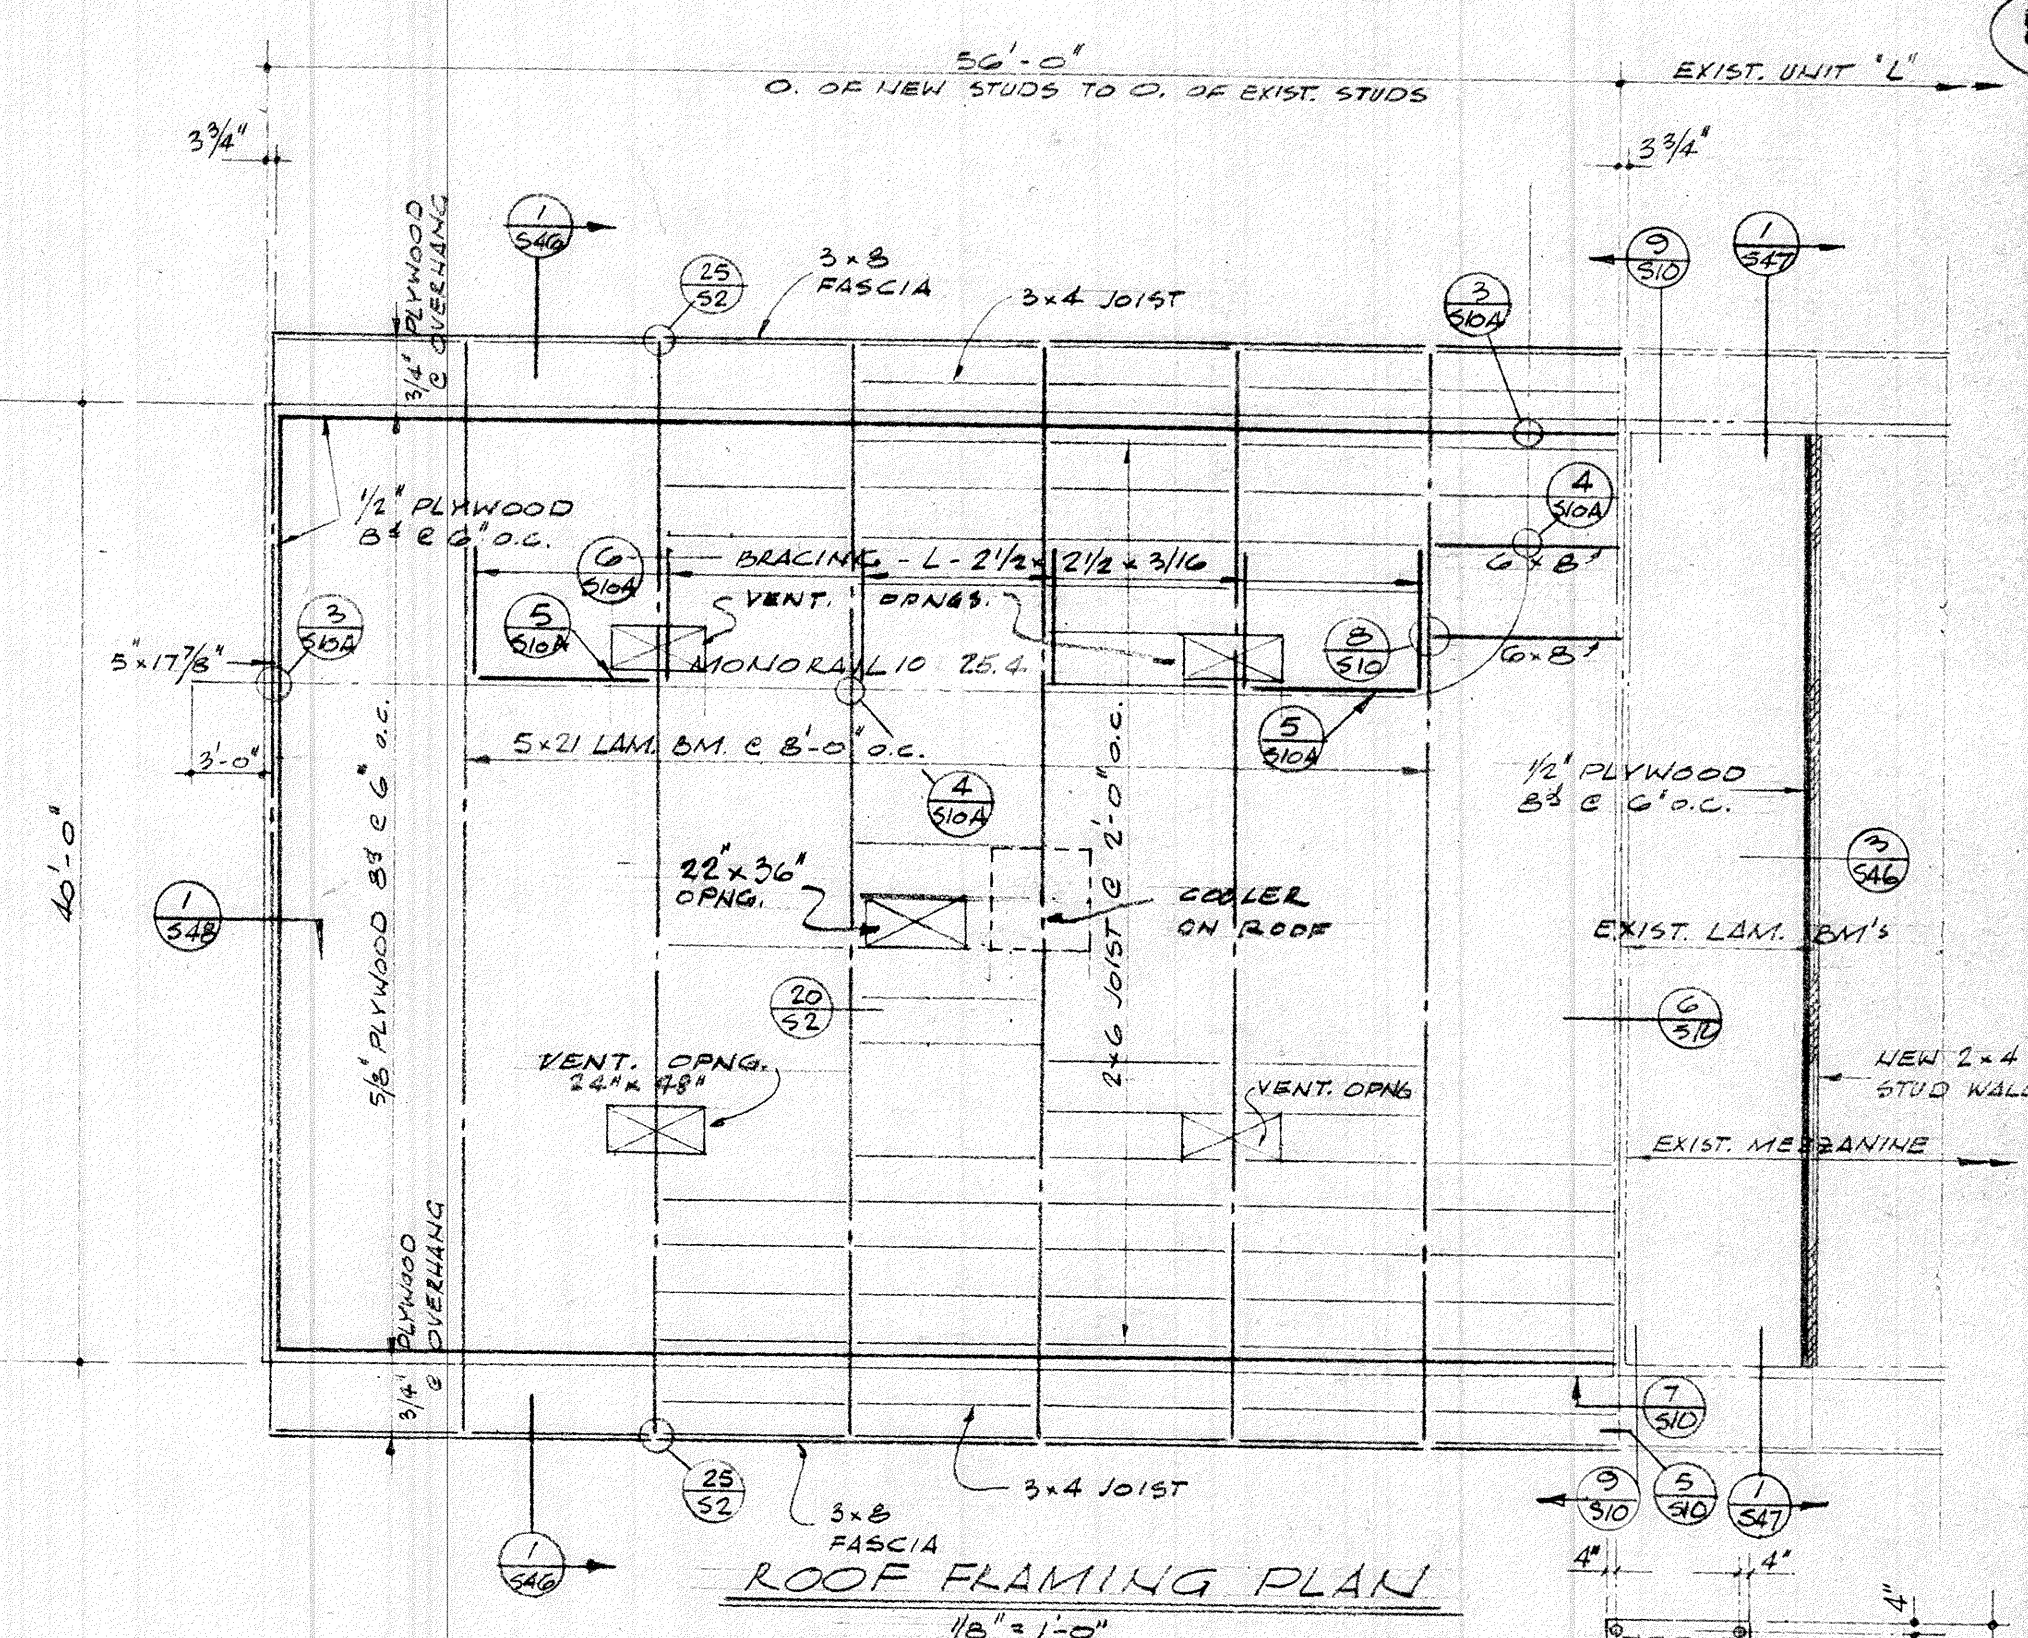 56'-0"
O. OF NEW STUDS TO O. OF EXIST. STUDS
EXIST. UNIT "L"
3 3/4"
3 3/4"
3/4" PLYWOOD
@ OVERHANG
1
S46
25
S2
3x8
FASCIA
3x4 JOIST
3
S10A
9
S10
1
S47
1/2" PLYWOOD
8d @ 6" O.C.
4
S10A
6
S10A
BRACING - L - 2 1/2 x 2 1/2 x 3/16
6x8
5
S10A
VENT. OPNGS.
3
S10A
8
S10
6x8
5"x17 7/8"
MONORAIL 10 25.4
3'-0"
5x21 LAM. BM. @ 8'-0" O.C.
5
S10A
4
S10A
1/2" PLYWOOD
8d @ 6" O.C.
40'-0"
5/8" PLYWOOD 8d @ 6" O.C.
2x6 JOIST @ 2'-0" O.C.
22"x36"
OPNG.
COOLER
ON ROOF
3
S46
1
S48
EXIST. LAM. BM'S
20
S2
6
VENT. OPNG.
24"x48"
VENT. OPNG
NEW 2x4
STUD WALL
EXIST. MEZZANINE
3/4" PLYWOOD
@ OVERHANG
7
S10
25
S2
3x4 JOIST
3x8
FASCIA
9
S10
5
S10
1
S47
1
S46
ROOF FRAMING PLAN
1/8" = 1'-0"
4"
4"
4"